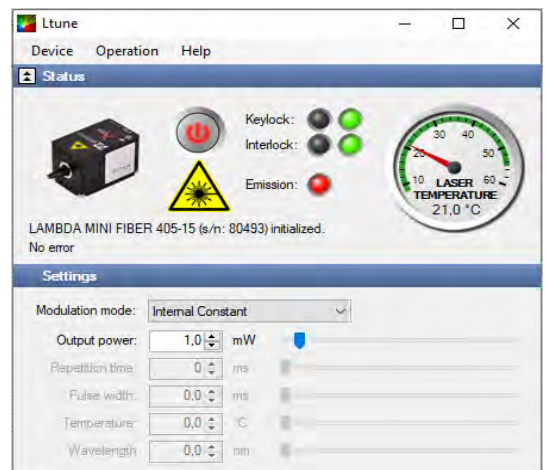 Ltune
Device Operation Help
Status
Keylock:
Interlock:
Emission:
10 20 30 40 50 60
LASER
TEMPERATURE
21,0 °C
LAMBDA MINI FIBER 405-15 (s/n: 80493) initialized.
No error
Settings
Modulation mode: Internal Constant
Output power: 1,0 mW
Repetition time: 0 ms
Pulse width: 0,0 ms
Temperature: 0,0 °C
Wavelength 0,0 nm